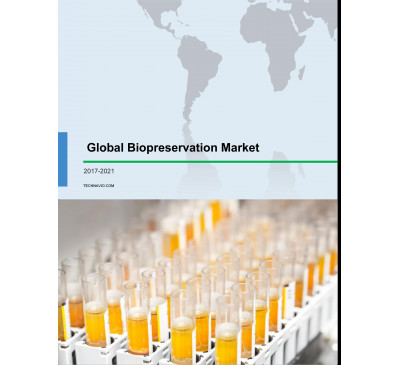 Global Biopreservation Market
2017-2021
TECHNAVIO.COM